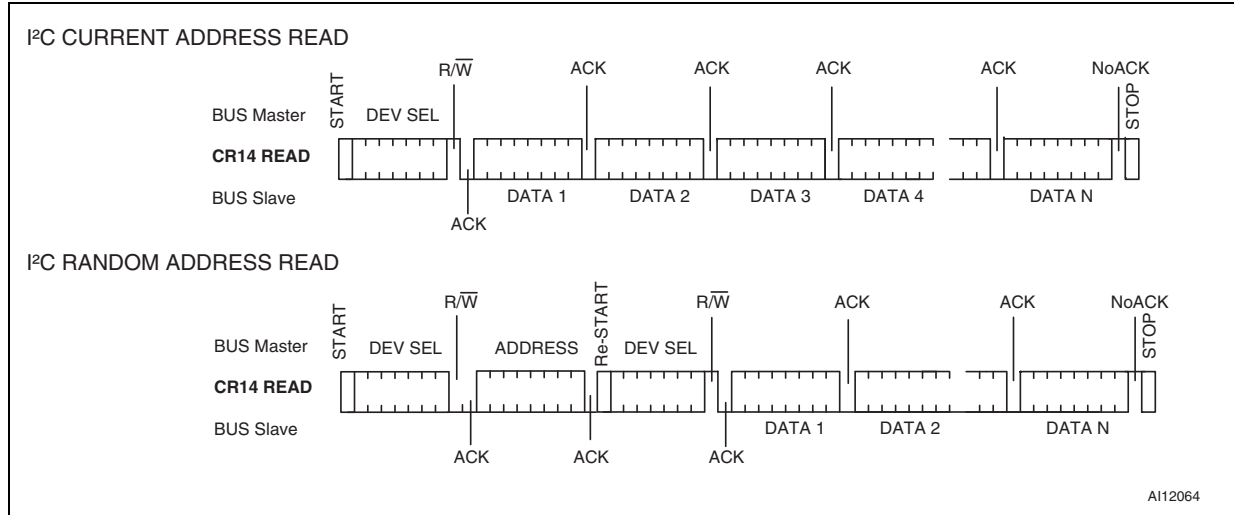 I²C CURRENT ADDRESS READ
R/W̅ ACK ACK ACK ACK NoACK
START STOP
BUS Master DEV SEL
CR14 READ
BUS Slave DATA 1 DATA 2 DATA 3 DATA 4 DATA N
ACK
I²C RANDOM ADDRESS READ
R/W̅ R/W̅ ACK ACK NoACK
START Re-START STOP
BUS Master DEV SEL ADDRESS DEV SEL
CR14 READ
BUS Slave DATA 1 DATA 2 DATA N
ACK ACK ACK
AI12064